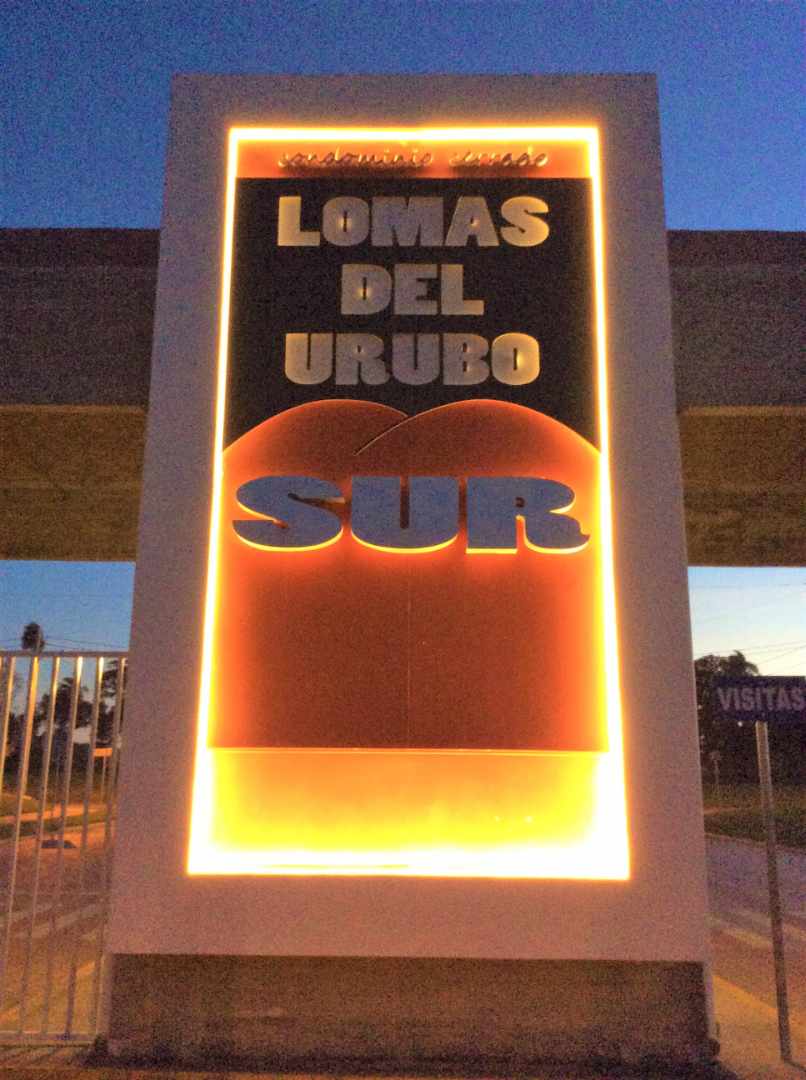 condominio cerrado
LOMAS
DEL
URUBO
SUR
VISITAS